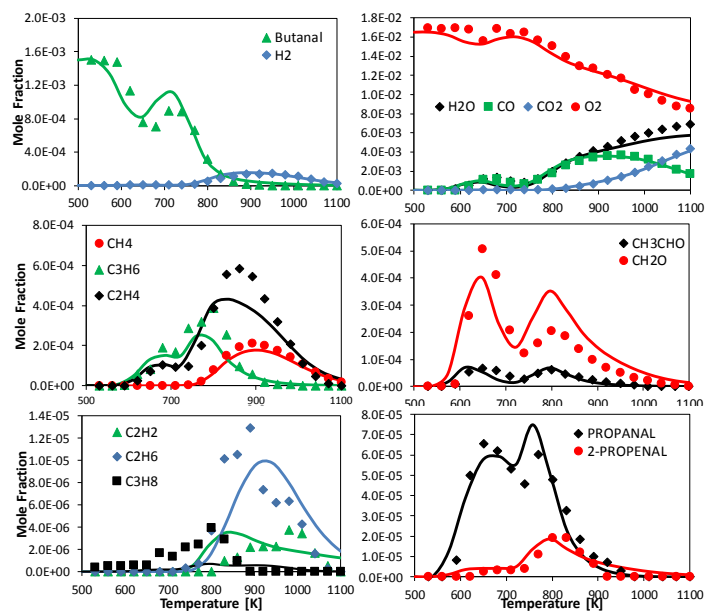 2.0E-03
1.6E-03
1.2E-03
8.0E-04
4.0E-04
0.0E+00
Mole Fraction
Butanal
H2
500 600 700 800 900 1000 1100
1.8E-02
1.6E-02
1.4E-02
1.2E-02
1.0E-02
8.0E-03
6.0E-03
4.0E-03
2.0E-03
0.0E+00
H2O CO CO2 O2
500 600 700 800 900 1000 1100
8.0E-04
6.0E-04
4.0E-04
2.0E-04
0.0E+00
Mole Fraction
CH4
C3H6
C2H4
500 600 700 800 900 1000 1100
6.0E-04
5.0E-04
4.0E-04
3.0E-04
2.0E-04
1.0E-04
0.0E+00
CH3CHO
CH2O
500 600 700 800 900 1000 1100
1.4E-05
1.2E-05
1.0E-05
8.0E-06
6.0E-06
4.0E-06
2.0E-06
0.0E+00
Mole Fraction
C2H2
C2H6
C3H8
500 600 700 800 900 1000 1100
Temperature [K]
8.0E-05
7.0E-05
6.0E-05
5.0E-05
4.0E-05
3.0E-05
2.0E-05
1.0E-05
0.0E+00
PROPANAL
2-PROPENAL
500 600 700 800 900 1000 1100
Temperature [K]